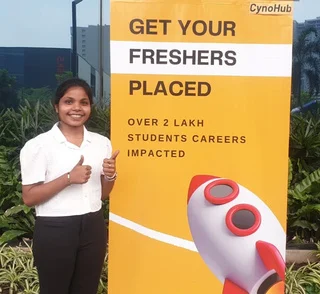 CynoHub
GET YOUR
FRESHERS
PLACED
OVER 2 LAKH
STUDENTS CAREERS
IMPACTED